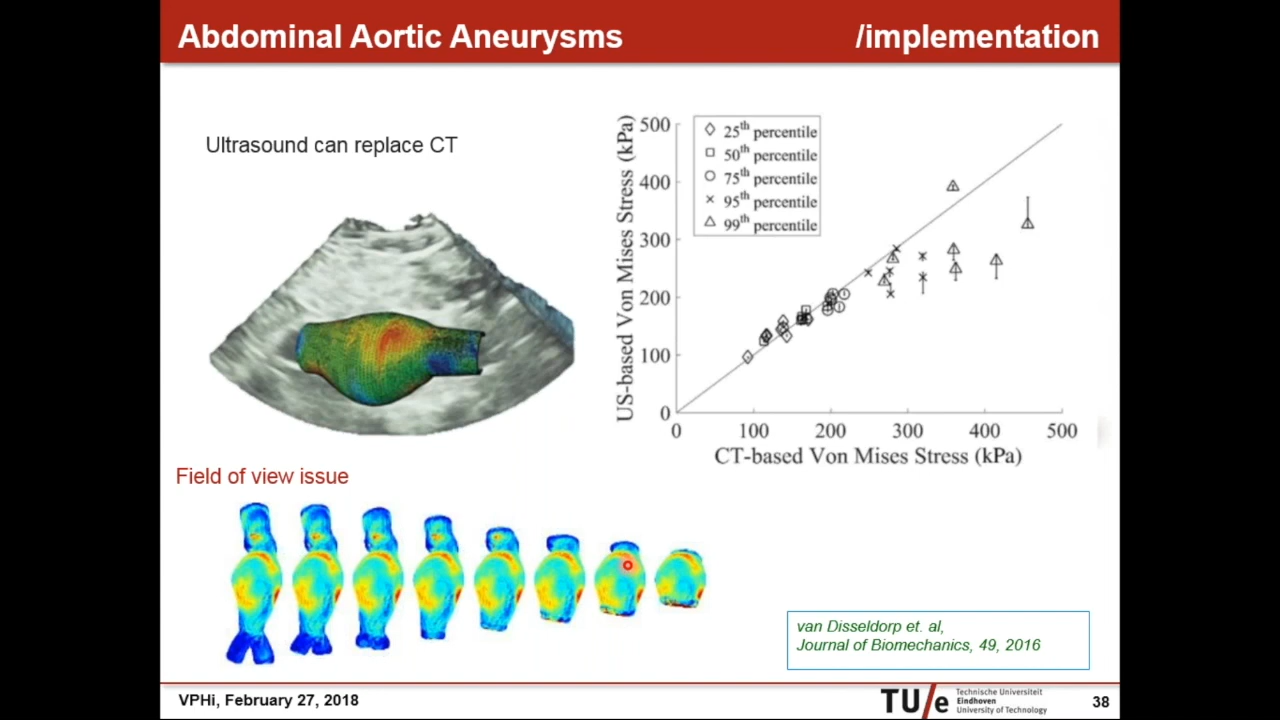 Abdominal Aortic Aneurysms /implementation
Ultrasound can replace CT
US-based Von Mises Stress (kPa)
500
400
300
200
100
0
25th percentile
50th percentile
75th percentile
95th percentile
99th percentile
0 100 200 300 400 500
CT-based Von Mises Stress (kPa)
Field of view issue
van Disseldorp et. al,
Journal of Biomechanics, 49, 2016
VPHi, February 27, 2018
TU/e
Technische Universiteit
Eindhoven
University of Technology
38